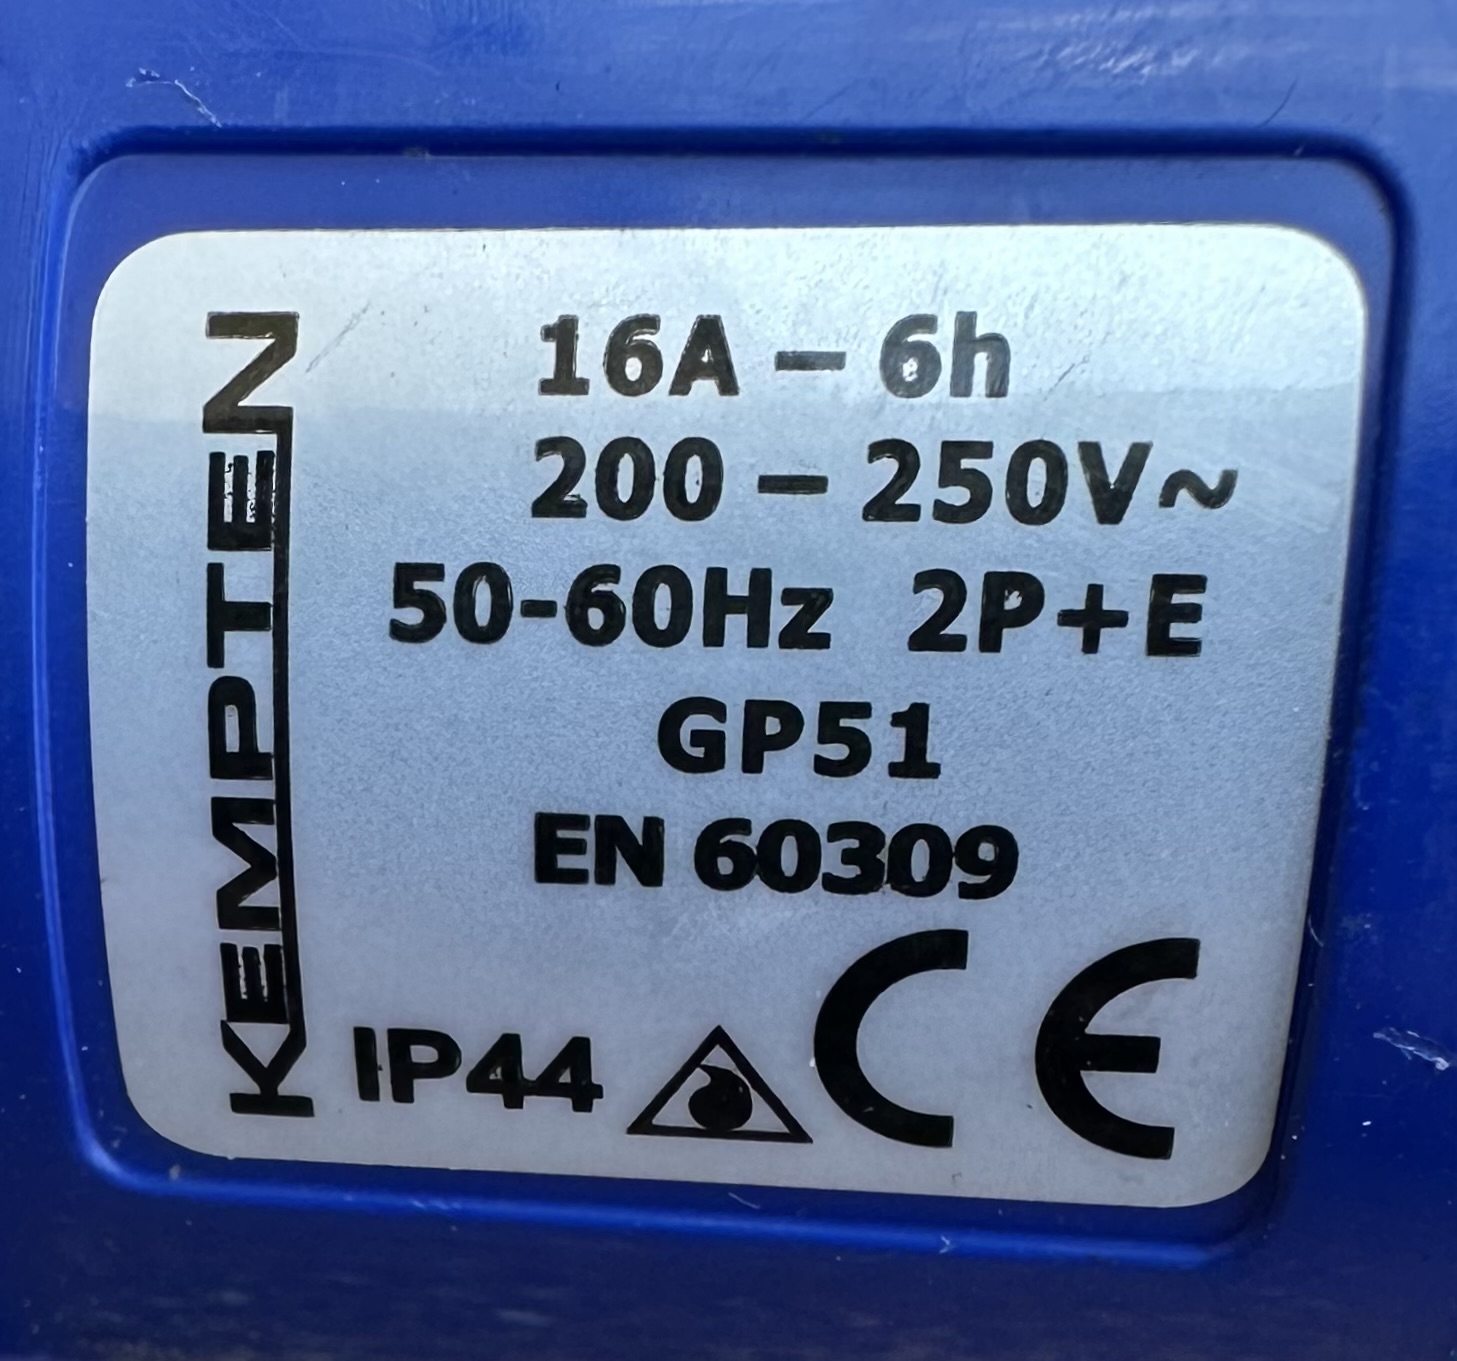 KEMPTEN
16A – 6h
200 – 250V~
50-60Hz 2P+E
GP51
EN 60309
IP44 CE